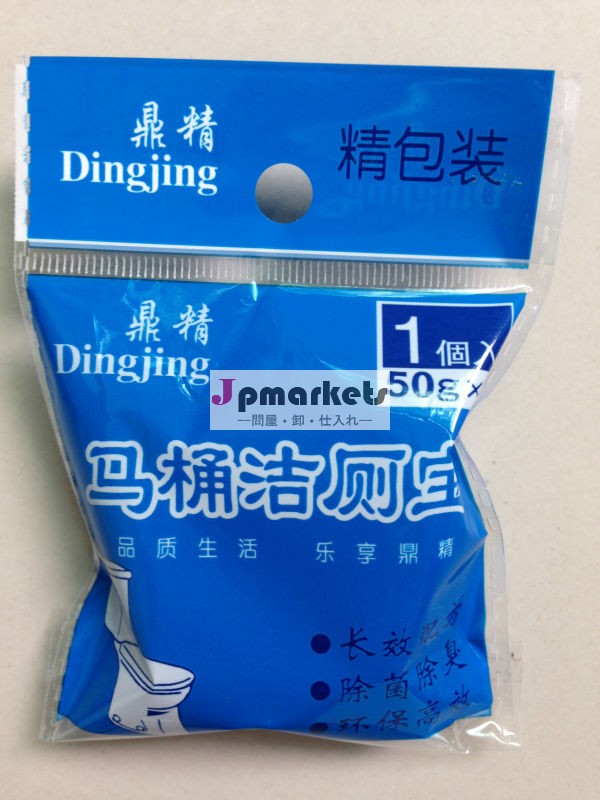 鼎精
Dingjing
精包装
鼎精
Dingjing
1個入
50g×
Jpmarkets
—問屋・卸・仕入れ—
马桶洁厕宝
品质生活 乐享鼎精
●长效配方
●除菌除臭
●环保高效